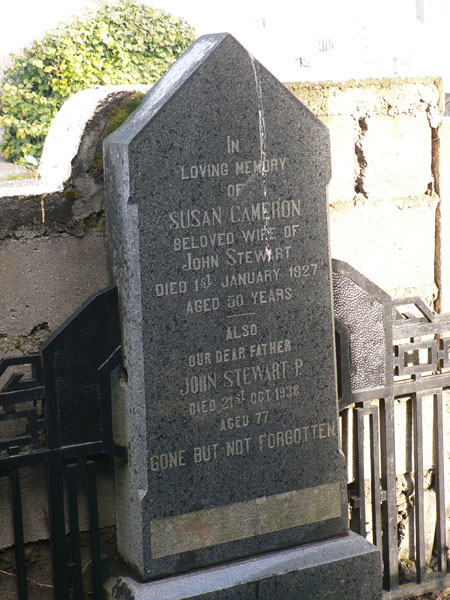 IN
LOVING MEMORY
OF
SUSAN CAMERON
BELOVED WIFE OF
JOHN STEWART
DIED 1ST JANUARY 1927
AGED 50 YEARS
ALSO
OUR DEAR FATHER
JOHN STEWART P.
DIED 21ST OCT 1938
AGED 77
GONE BUT NOT FORGOTTEN